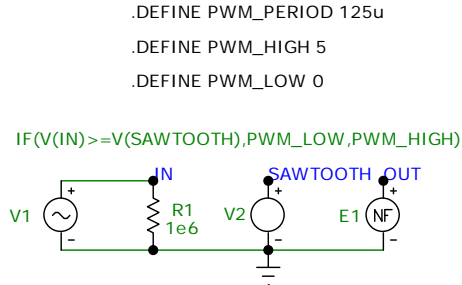 .DEFINE PWM_PERIOD 125u
.DEFINE PWM_HIGH 5
.DEFINE PWM_LOW 0
IF(V(IN)>=V(SAWTOOTH),PWM_LOW,PWM_HIGH)
IN SAWTOOTH OUT
V1 + - R1 1e6 V2 + - E1 NF + -